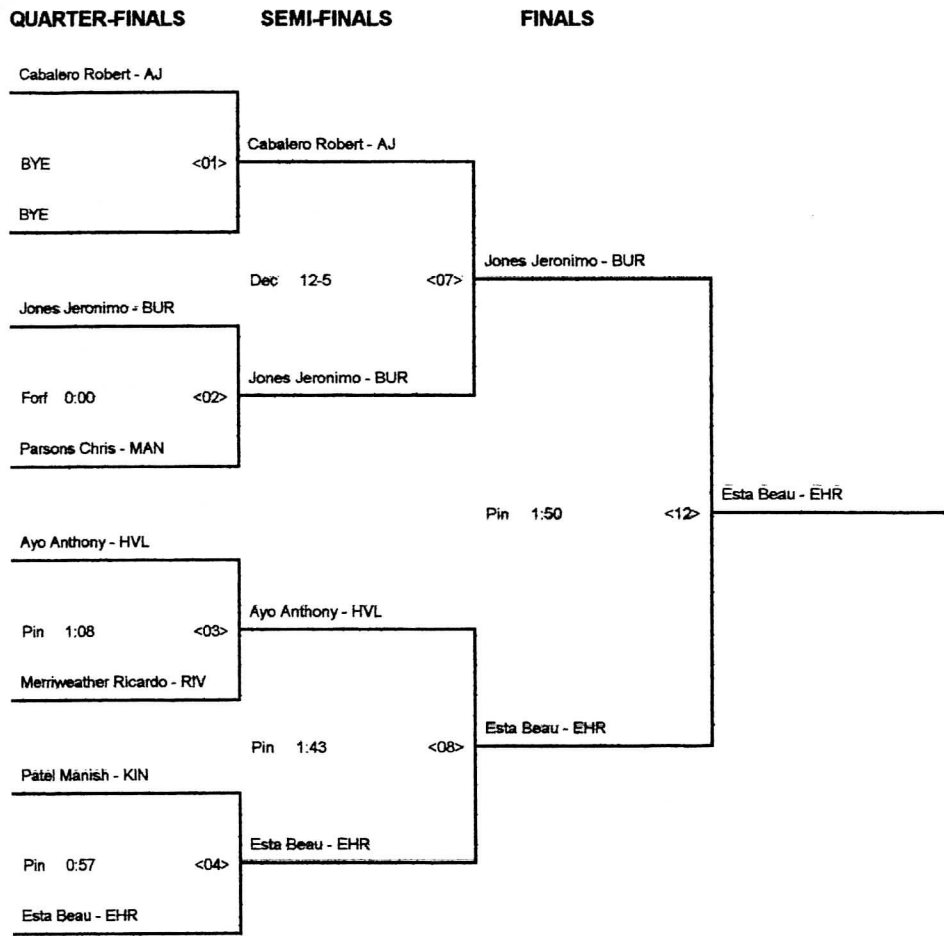 QUARTER-FINALS SEMI-FINALS FINALS
Cabalero Robert - AJ
Cabalero Robert - AJ
BYE <01>
BYE
Jones Jeronimo - BUR
Dec 12-5 <07>
Jones Jeronimo - BUR
Jones Jeronimo - BUR
Forf 0:00 <02>
Parsons Chris - MAN
Esta Beau - EHR
Pin 1:50 <12>
Ayo Anthony - HVL
Ayo Anthony - HVL
Pin 1:08 <03>
Merriweather Ricardo - RIV
Esta Beau - EHR
Pin 1:43 <08>
Patel Manish - KIN
Esta Beau - EHR
Pin 0:57 <04>
Esta Beau - EHR